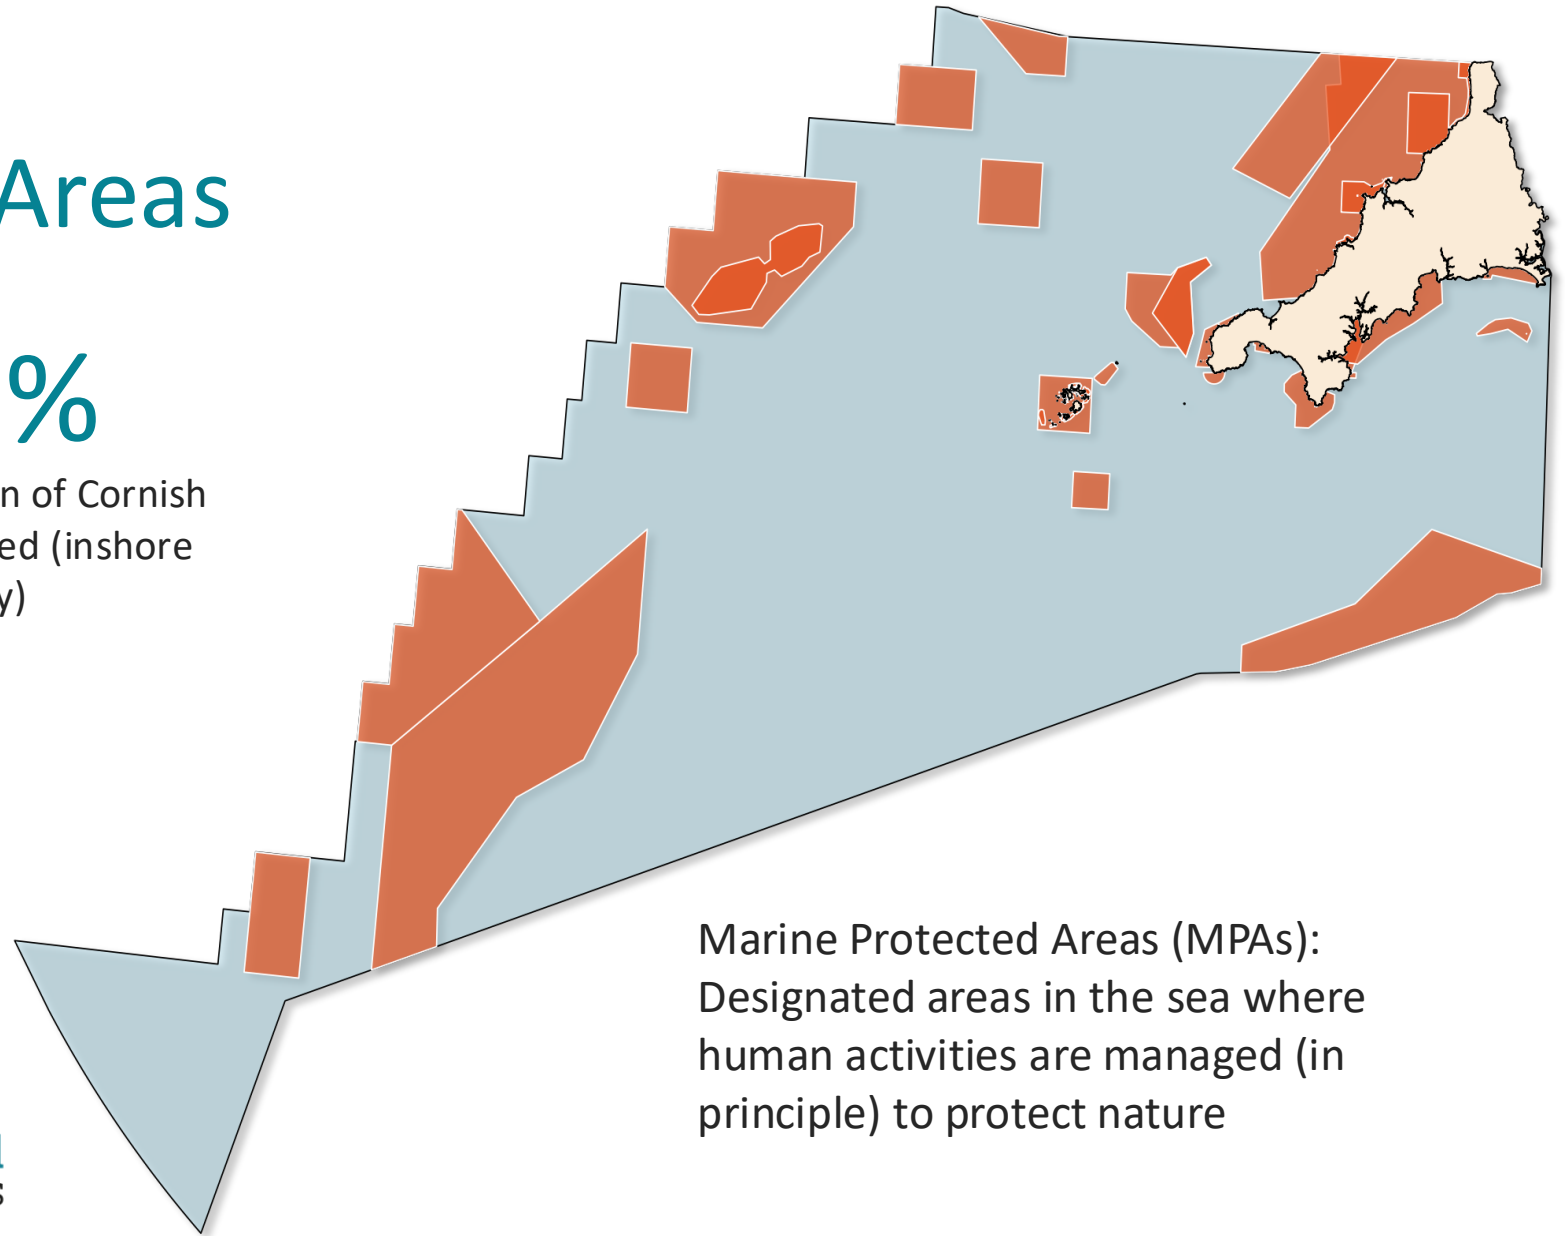 Areas
%
n of Cornish
ed (inshore
y)
Marine Protected Areas (MPAs):
Designated areas in the sea where
human activities are managed (in
principle) to protect nature
s